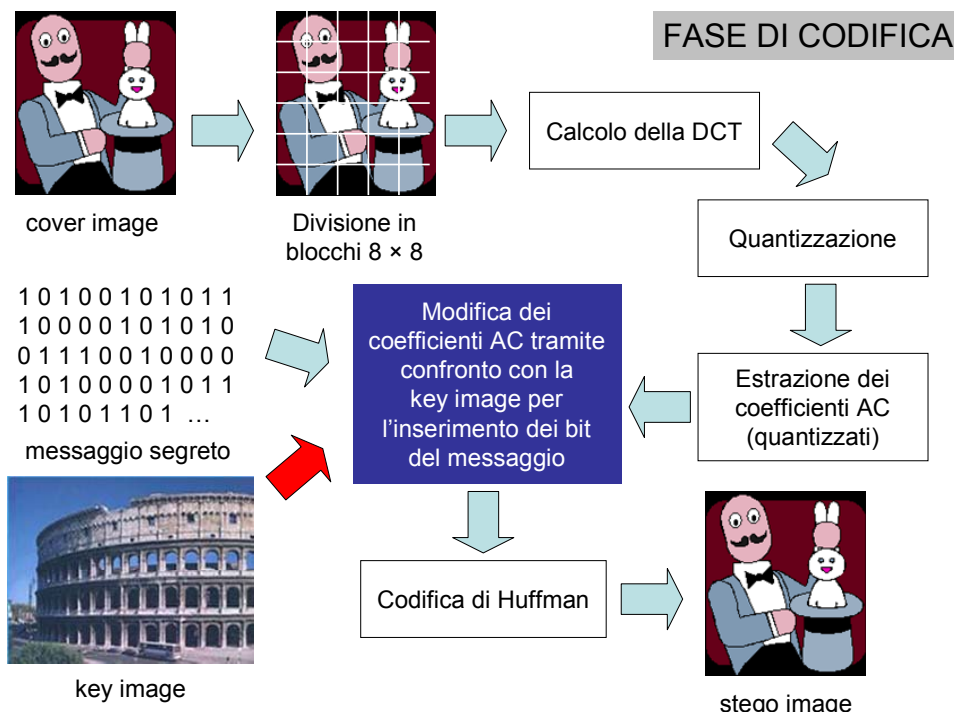 FASE DI CODIFICA
cover image
Divisione in
blocchi 8 × 8
Calcolo della DCT
Quantizzazione
Estrazione dei
coefficienti AC
(quantizzati)
1 0 1 0 0 1 0 1 0 1 1
1 0 0 0 0 1 0 1 0 1 0
0 1 1 1 0 0 1 0 0 0 0
1 0 1 0 0 0 0 1 0 1 1
1 0 1 0 1 1 0 1 …
messaggio segreto
key image
Modifica dei
coefficienti AC tramite
confronto con la
key image per
l’inserimento dei bit
del messaggio
Codifica di Huffman
stego image